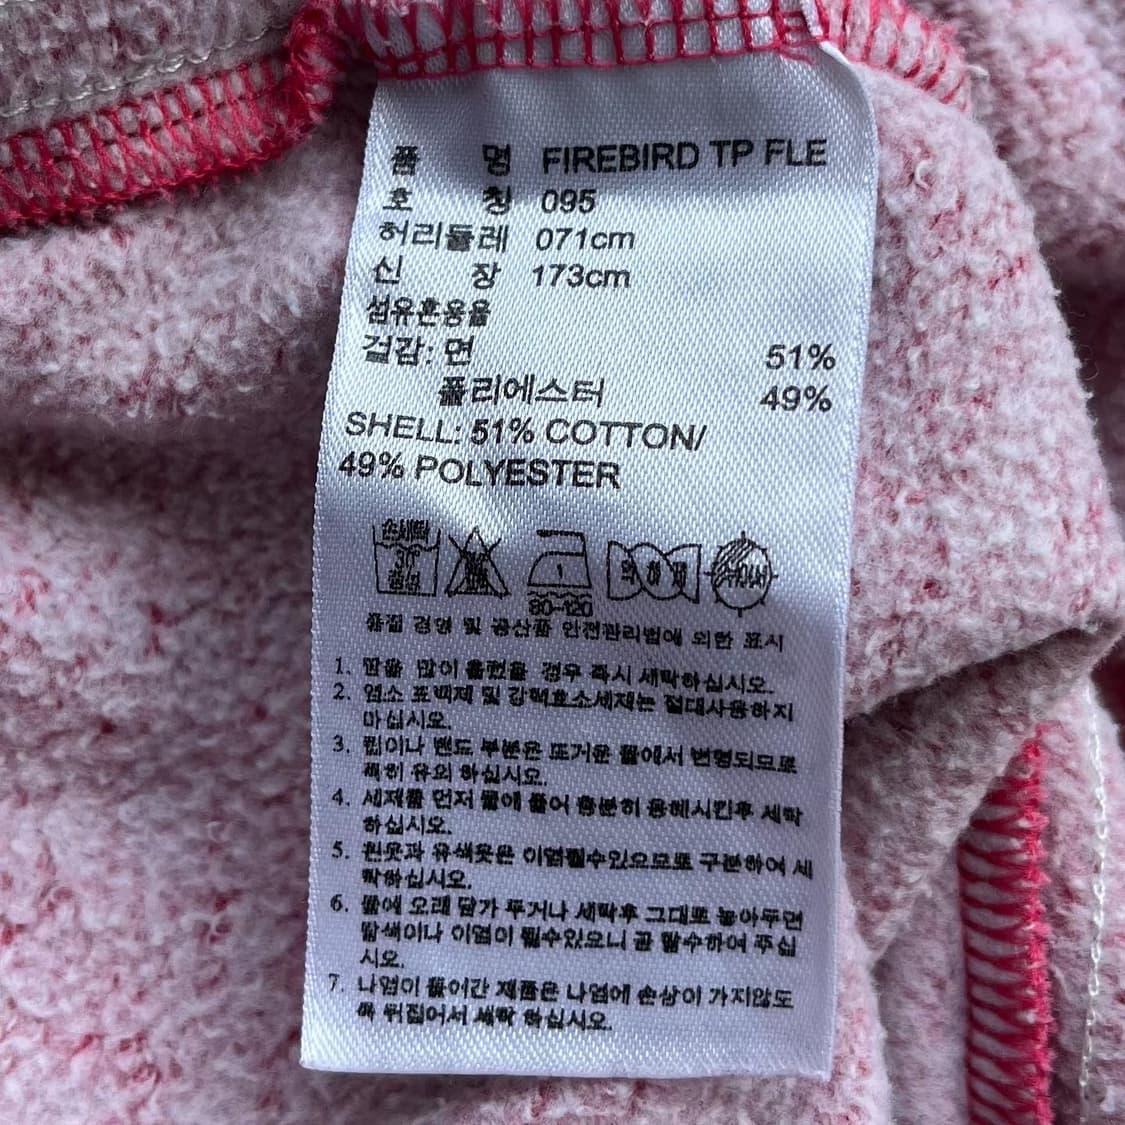 품 명 FIREBIRD TP FLE
호 칭 095
허리둘레 071cm
신 장 173cm
섬유혼용율
겉감: 면 51%
폴리에스터 49%
SHELL: 51% COTTON/
49% POLYESTER
손세탁
30°
중성
1
80-120
품질 경영 및 공산품 안전관리법에 의한 표시
1. 땀을 많이 흘렸을 경우 즉시 세탁하십시오.
2. 염소 표백제 및 강력효소세제는 절대사용하지
마십시오.
3. 립이나 밴드 부분은 뜨거운 물에서 변형되므로
특히 유의 하십시오.
4. 세제를 먼저 물에 풀어 충분히 용해시킨후 세탁
하십시오.
5. 흰옷과 유색옷은 이염될수있으므로 구분하여 세
탁하십시오.
6. 물에 오래 담가 두거나 세탁후 그대로 놓아두면
탈색이나 이염이 될수있으니 곧 탈수하여 주십
시오.
7. 나염이 들어간 제품은 나염에 손상이 가지않도
록 뒤집어서 세탁 하십시오.